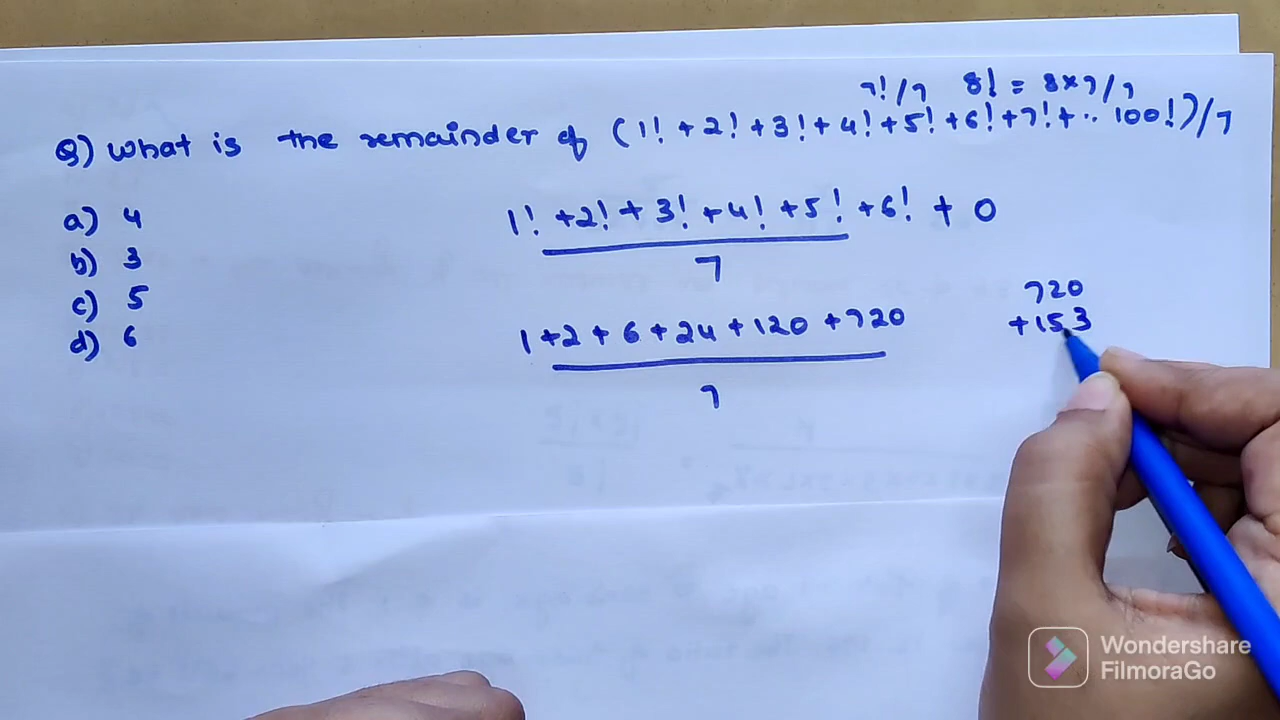 7!/7 8! = 8×7/7
Q) What is the remainder of (1! +2! +3! +4! +5! +6! +7! + .. 100!)/7
a) 4
b) 3
c) 5
d) 6
1! +2! + 3! +4! +5! +6! + 0
7
1 +2 + 6 +24 +120 +720
7
720
+153
Wondershare
FilmoraGo